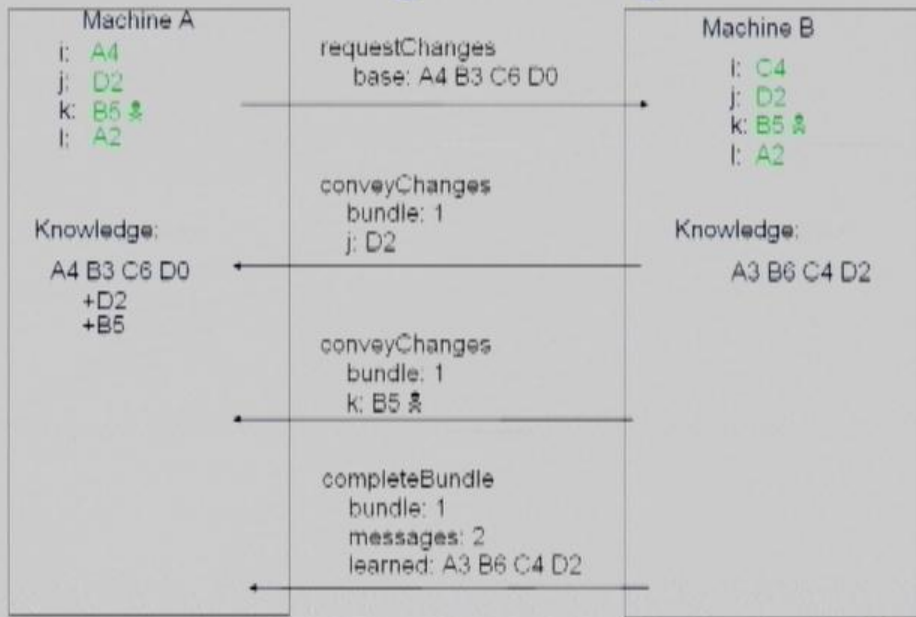 Machine A
i: A4
j: D2
k: B5 ☠
l: A2
Knowledge:
A4 B3 C6 D0
+D2
+B5
requestChanges
base: A4 B3 C6 D0
conveyChanges
bundle: 1
j: D2
conveyChanges
bundle: 1
k: B5 ☠
completeBundle
bundle: 1
messages: 2
learned: A3 B6 C4 D2
Machine B
i: C4
j: D2
k: B5 ☠
l: A2
Knowledge:
A3 B6 C4 D2